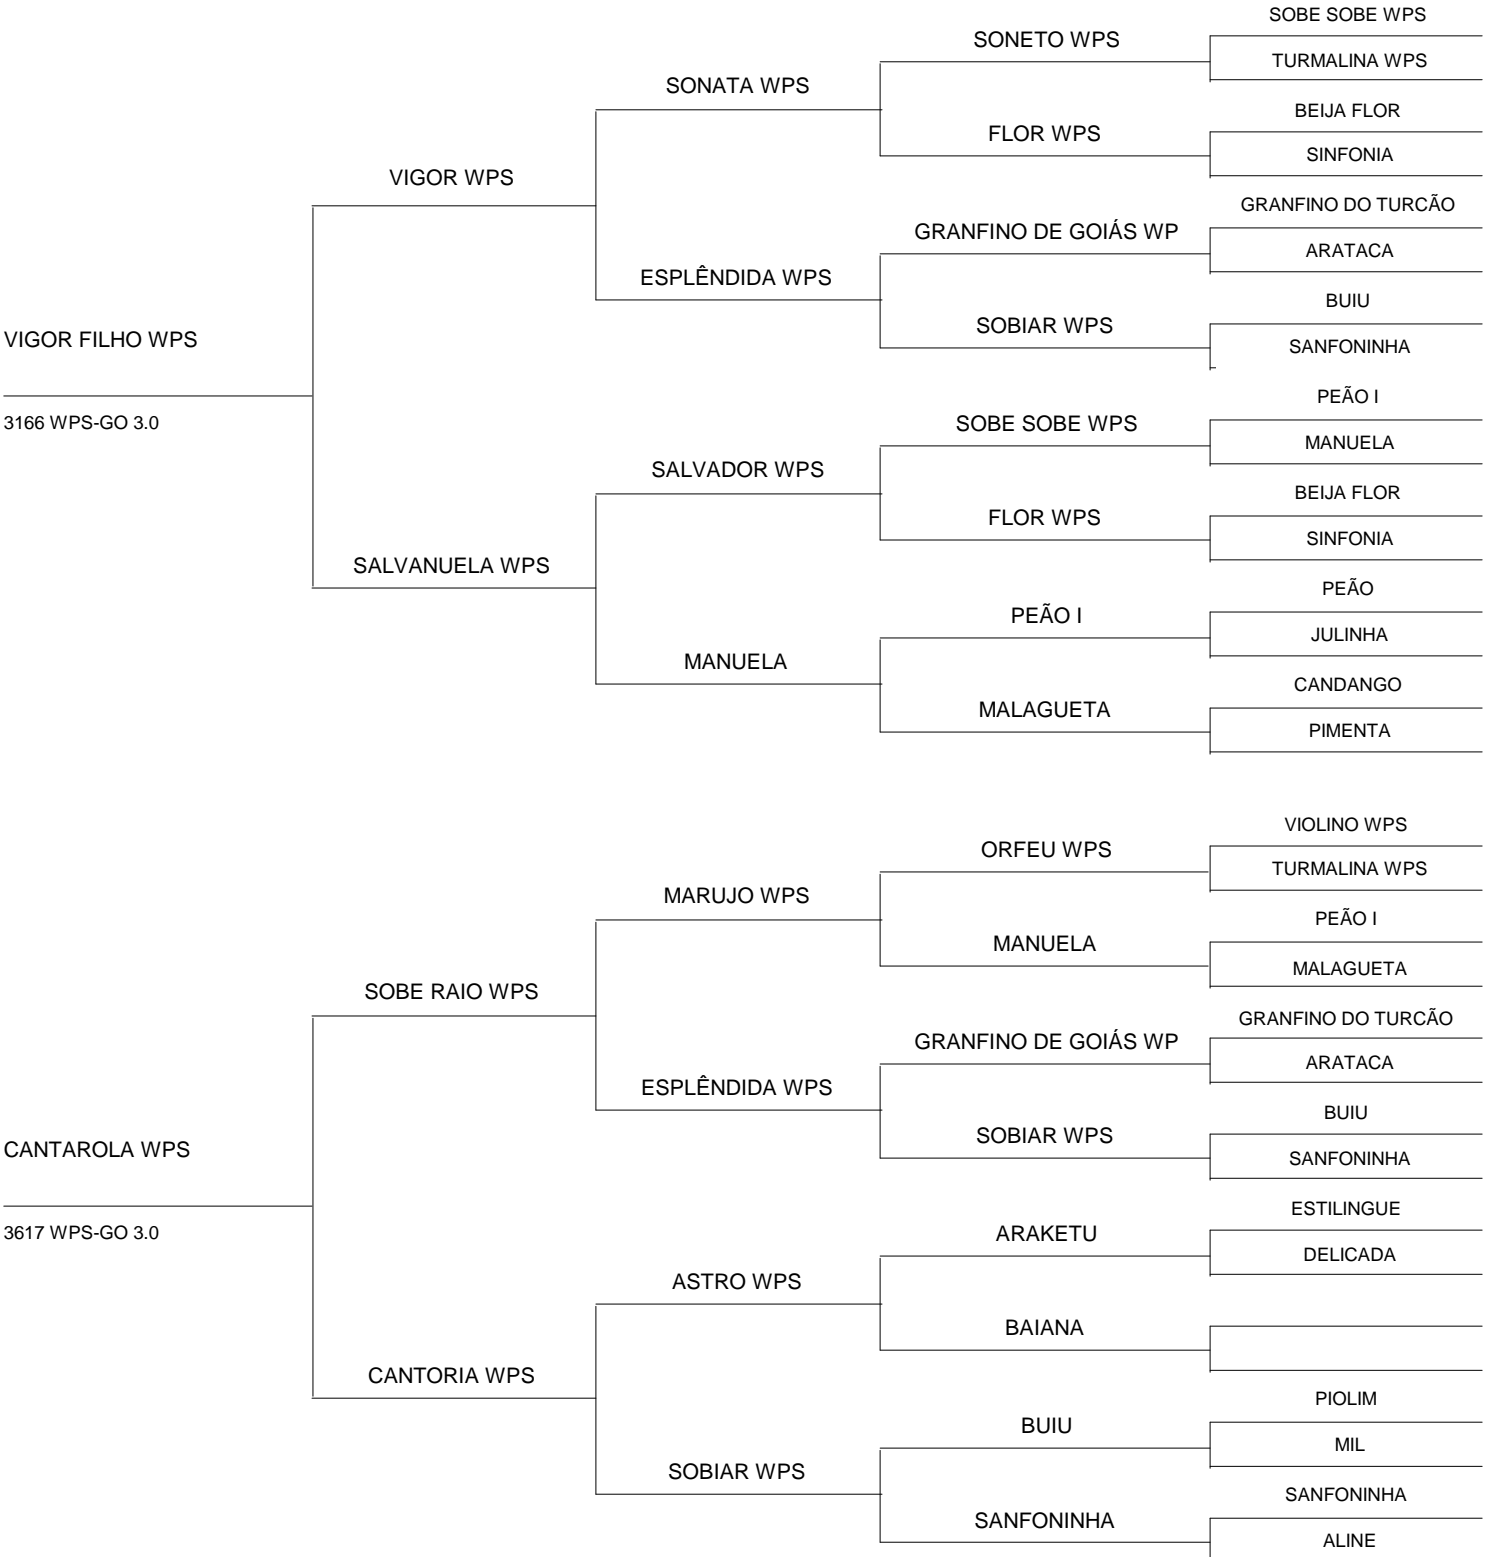 SOBE SOBE WPS
SONETO WPS
TURMALINA WPS
SONATA WPS
BEIJA FLOR
FLOR WPS
SINFONIA
VIGOR WPS
GRANFINO DO TURCÃO
GRANFINO DE GOIÁS WP
ARATACA
ESPLÊNDIDA WPS
BUIU
SOBIAR WPS
SANFONINHA
VIGOR FILHO WPS
3166 WPS-GO 3.0
PEÃO I
SOBE SOBE WPS
MANUELA
SALVADOR WPS
BEIJA FLOR
FLOR WPS
SINFONIA
SALVANUELA WPS
PEÃO
PEÃO I
JULINHA
MANUELA
CANDANGO
MALAGUETA
PIMENTA
VIOLINO WPS
ORFEU WPS
TURMALINA WPS
MARUJO WPS
PEÃO I
MANUELA
MALAGUETA
SOBE RAIO WPS
GRANFINO DO TURCÃO
GRANFINO DE GOIÁS WP
ARATACA
ESPLÊNDIDA WPS
BUIU
SOBIAR WPS
SANFONINHA
CANTAROLA WPS
3617 WPS-GO 3.0
ESTILINGUE
ARAKETU
DELICADA
ASTRO WPS
BAIANA
CANTORIA WPS
PIOLIM
BUIU
MIL
SOBIAR WPS
SANFONINHA
SANFONINHA
ALINE